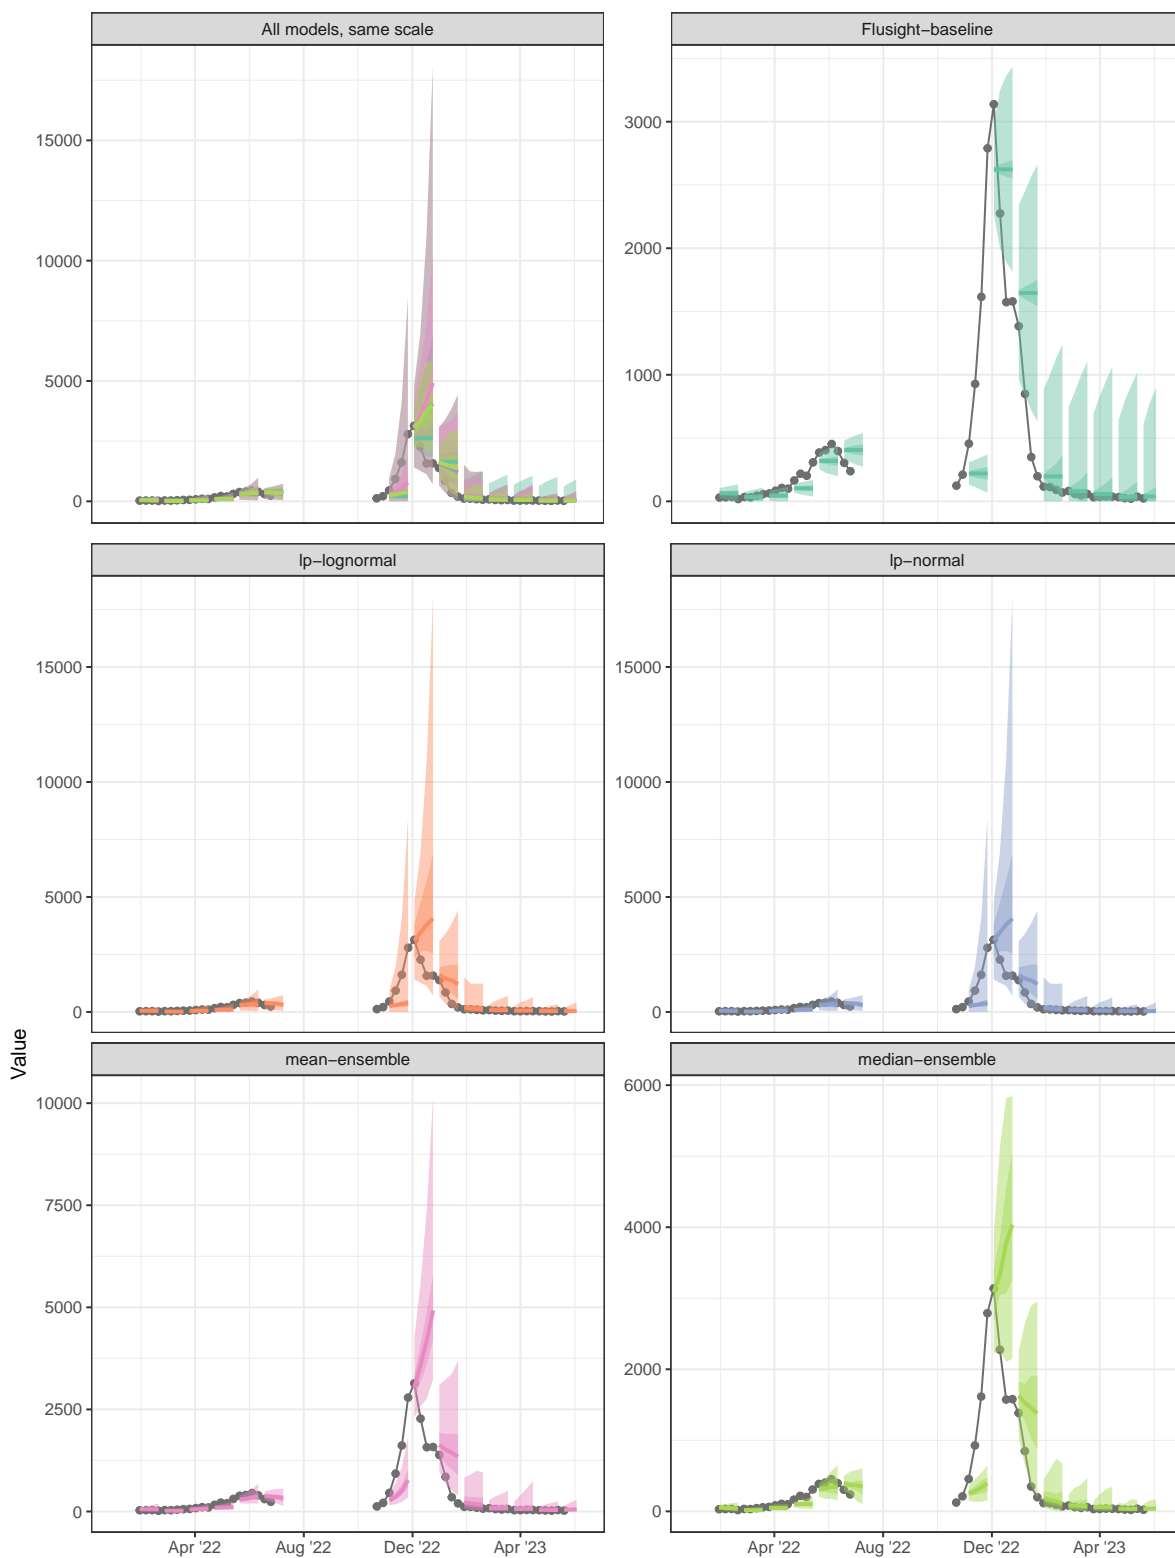 All models, same scale
Flusight−baseline
15000
10000
5000
0
3000
2000
1000
0
lp−lognormal
lp−normal
15000
10000
5000
0
15000
10000
5000
0
Value
mean−ensemble
median−ensemble
10000
7500
5000
2500
0
6000
4000
2000
0
Apr '22 Aug '22 Dec '22 Apr '23
Apr '22 Aug '22 Dec '22 Apr '23